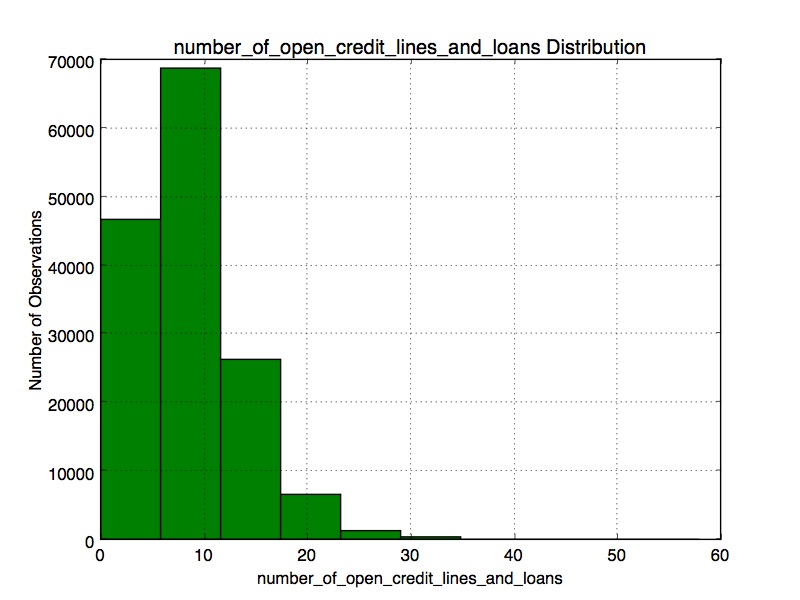 number_of_open_credit_lines_and_loans Distribution
70000
60000
50000
40000
30000
20000
10000
0
Number of Observations
0 10 20 30 40 50 60
number_of_open_credit_lines_and_loans